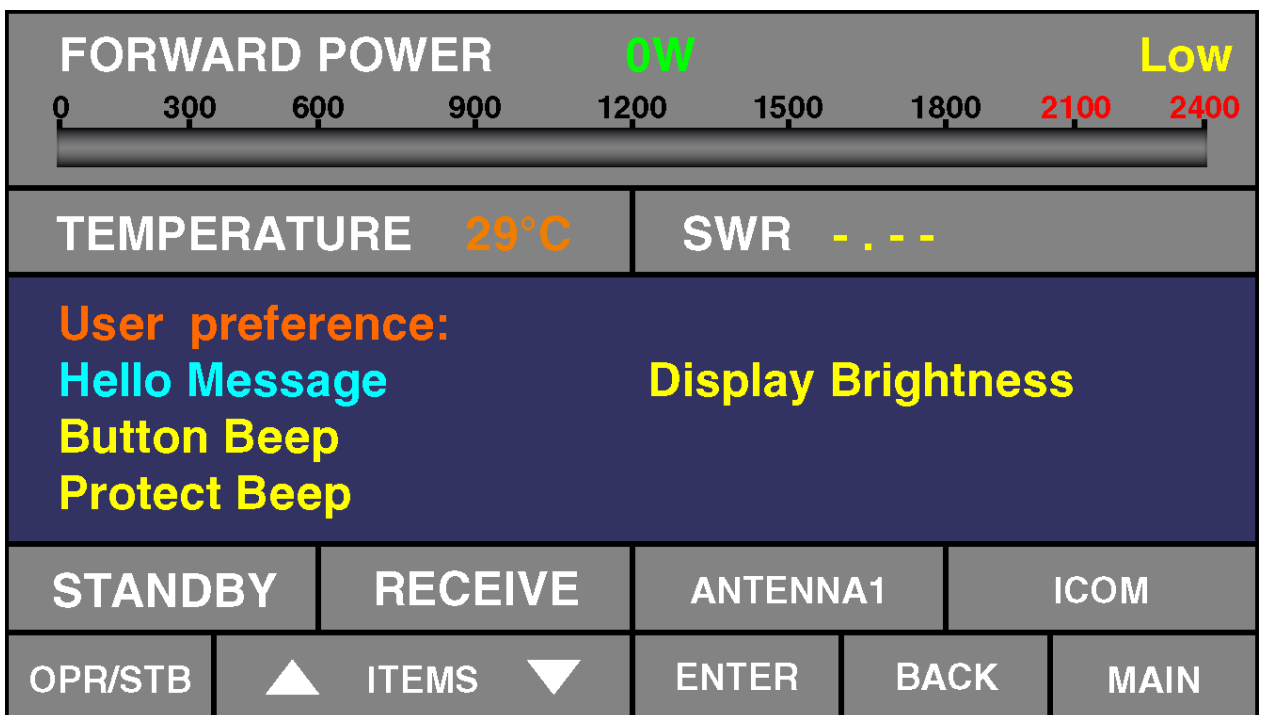 FORWARD POWER 0W Low
0 300 600 900 1200 1500 1800 2100 2400
TEMPERATURE 29°C SWR -.--
User preference:
Hello Message Display Brightness
Button Beep
Protect Beep
STANDBY RECEIVE ANTENNA1 ICOM
OPR/STB ▲ ITEMS ▼ ENTER BACK MAIN